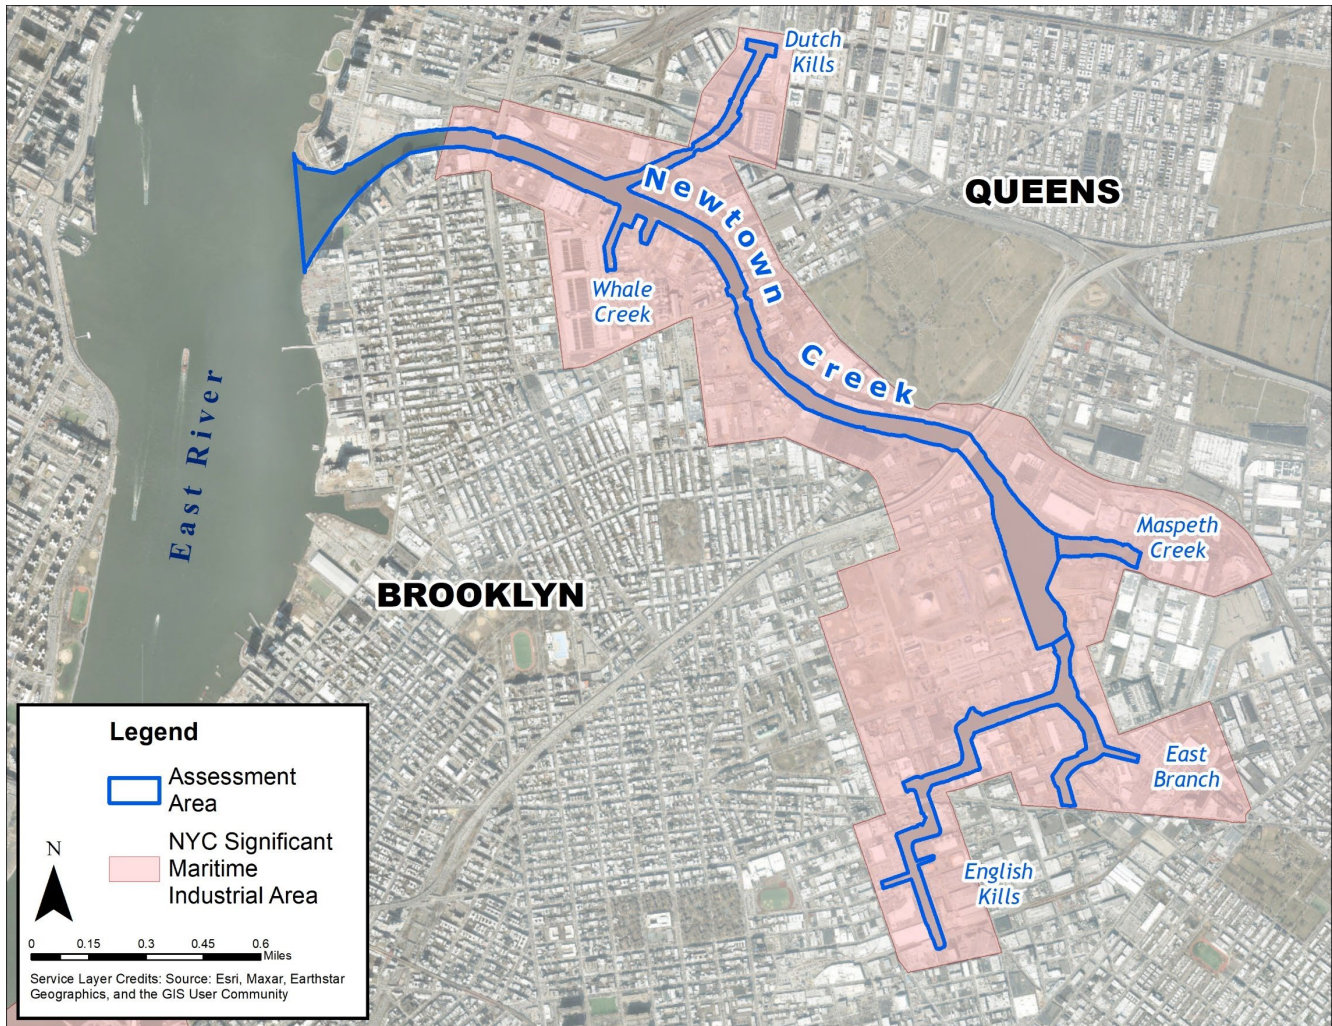 Dutch
Kills
QUEENS
Newtown
Creek
Whale
Creek
East River
Maspeth
Creek
BROOKLYN
East
Branch
English
Kills
Legend
Assessment
Area
NYC Significant
Maritime
Industrial Area
N
0 0.15 0.3 0.45 0.6
Miles
Service Layer Credits: Source: Esri, Maxar, Earthstar
Geographics, and the GIS User Community